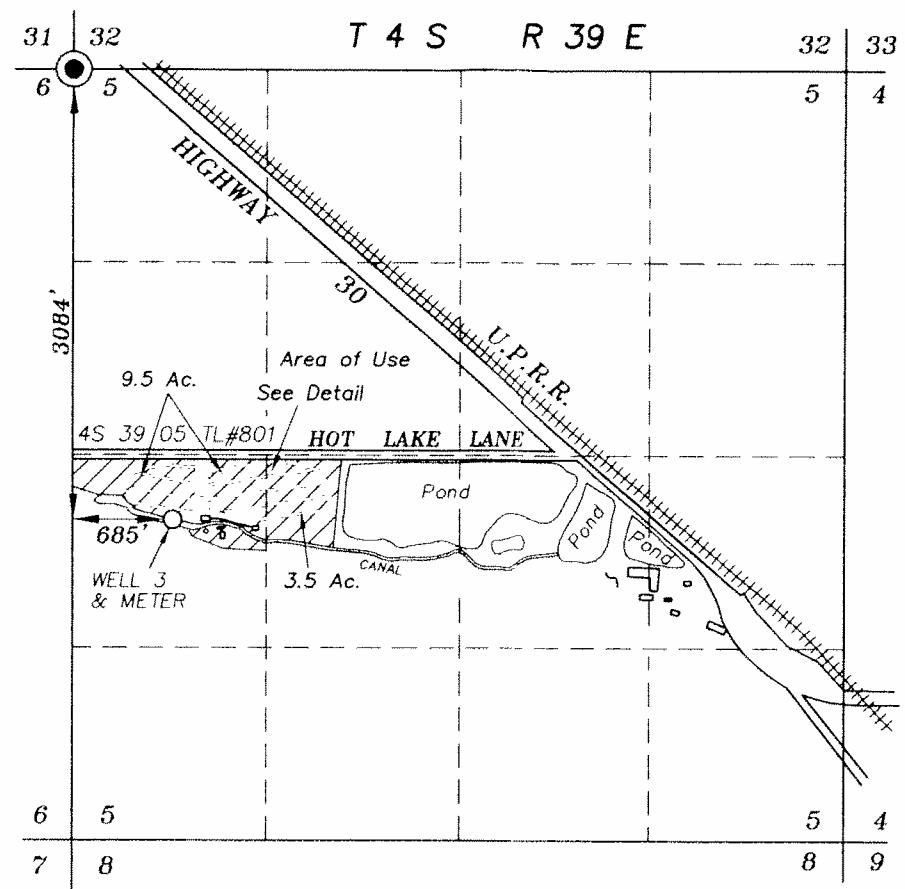 T 4 S R 39 E
31 32
32 33
6 5
5 4
HIGHWAY
30
3084'
U.P.R.R.
Area of Use
9.5 Ac.
See Detail
4S 39 05 TL#801
HOT LAKE LANE
Pond
Pond
Pond
685'
CANAL
3.5 Ac.
WELL 3
& METER
6 5
5 4
7 8
8 9